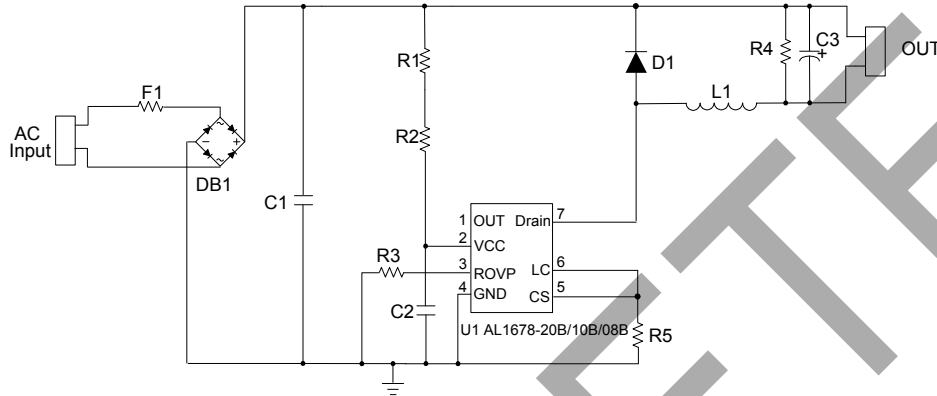 R1
R4
C3
+
OUT
D1
L1
F1
AC
Input
R2
DB1
- ~ ~ +
C1
1 OUT Drain 7
2 VCC
R3
3 ROVP LC 6
4 GND CS 5
C2
U1 AL1678-20B/10B/08B
R5
ETE